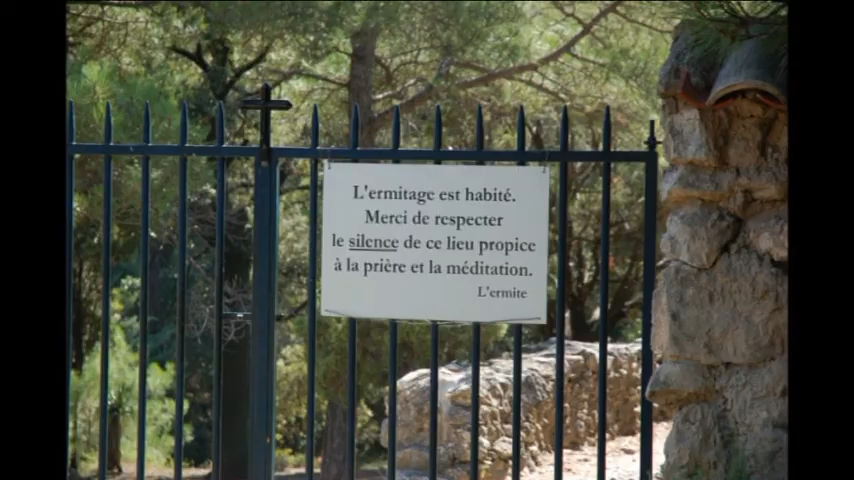 L'ermitage est habité.
Merci de respecter
le silence de ce lieu propice
à la prière et la méditation.
L'ermite